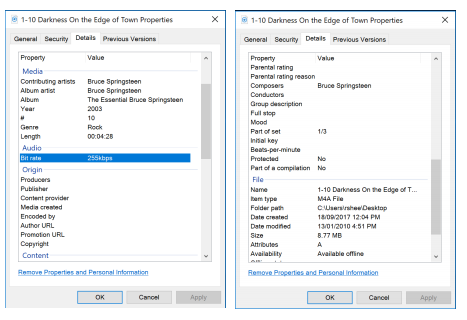 1-10 Darkness On the Edge of Town Properties
General Security Details Previous Versions
Property Value
Media
Contributing artists Bruce Springsteen
Album artist Bruce Springsteen
Album The Essential Bruce Springsteen
Year 2003
# 10
Genre Rock
Length 00:04:28
Audio
Bit rate 255kbps
Origin
Producers
Publisher
Content provider
Media created
Encoded by
Author URL
Promotion URL
Copyright
Content
Remove Properties and Personal Information
OK Cancel Apply
1-10 Darkness On the Edge of Town Properties
General Security Details Previous Versions
Property Value
Parental rating
Parental rating reason
Composers Bruce Springsteen
Conductors
Group description
Full stop
Mood
Part of set 1/3
Initial key
Beats-per-minute
Protected No
Part of a compilation No
File
Name 1-10 Darkness On the Edge of T...
Item type M4A File
Folder path C:\Users\rshee\Desktop
Date created 18/09/2017 12:04 PM
Date modified 13/01/2010 4:51 PM
Size 8.77 MB
Attributes A
Availability Available offline
Remove Properties and Personal Information
OK Cancel Apply